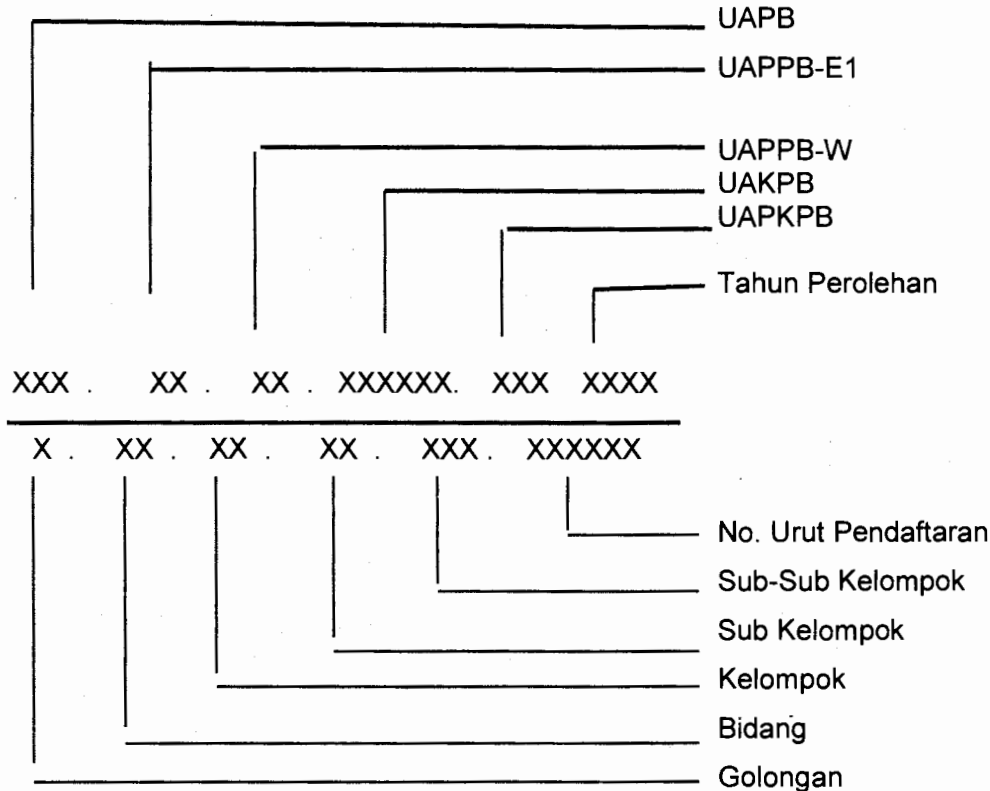 UAPB
UAPPB-E1
UAPPB-W
UAKPB
UAPKPB
Tahun Perolehan
XXX . XX . XX . XXXXXX. XXX XXXX
X . XX . XX . XX . XXX. XXXXXX
No. Urut Pendaftaran
Sub-Sub Kelompok
Sub Kelompok
Kelompok
Bidang
Golongan